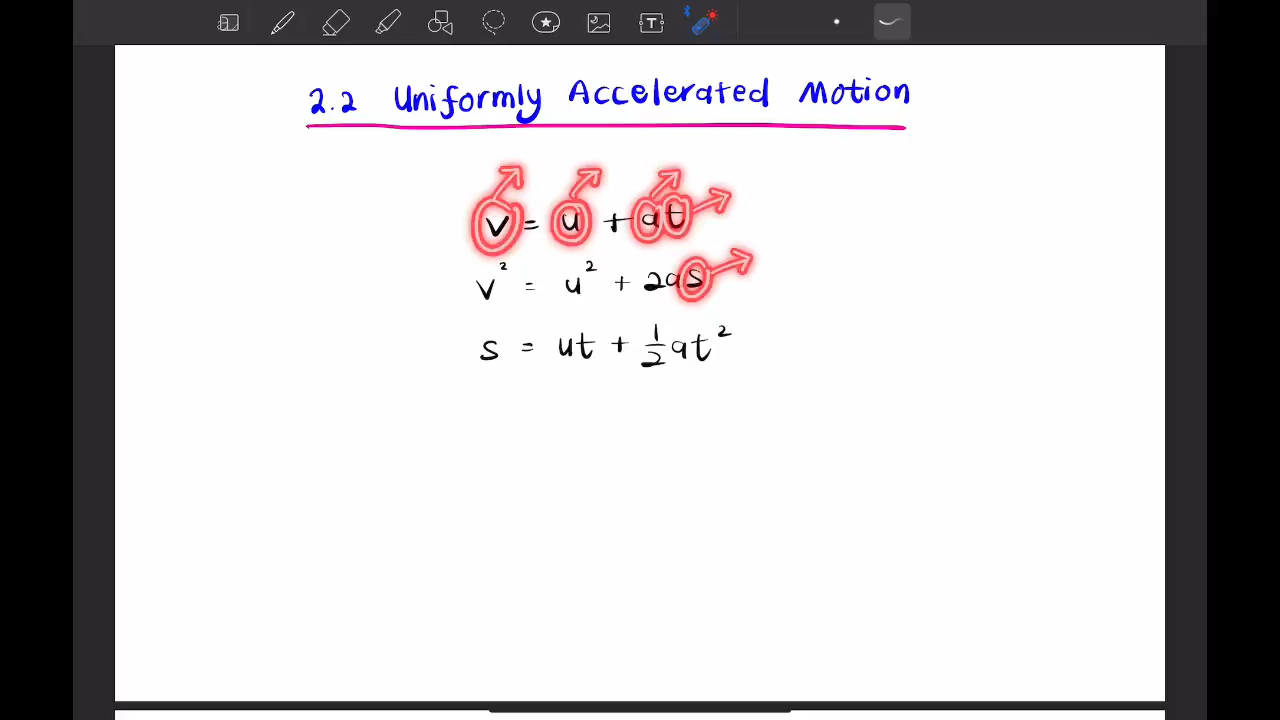 2.2 Uniformly Accelerated Motion
v = u + at
v² = u² + 2as
s = ut + ½at²